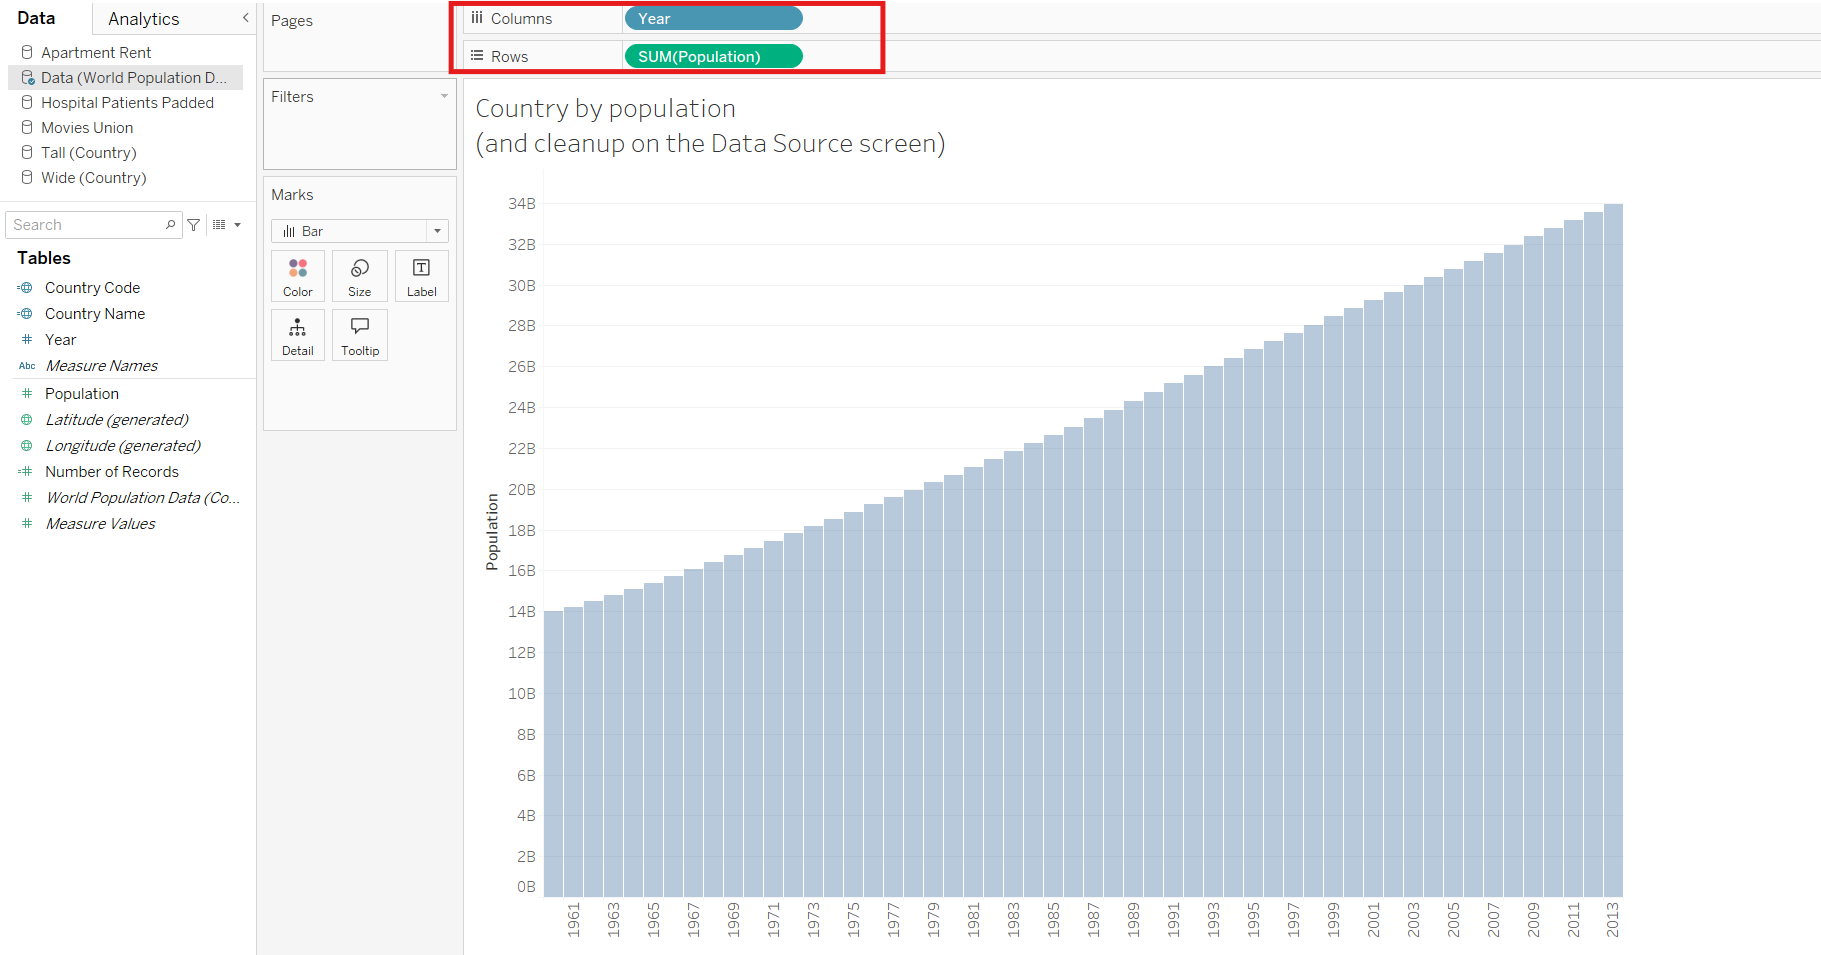 Data
Analytics
Apartment Rent
Data (World Population D...
Hospital Patients Padded
Movies Union
Tall (Country)
Wide (Country)
Search
Tables
Country Code
Country Name
Year
Abc Measure Names
Population
Latitude (generated)
Longitude (generated)
Number of Records
World Population Data (Co...
Measure Values
Pages
Filters
Marks
Bar
Color
Size
T
Label
Detail
Tooltip
Columns
Year
Rows
SUM(Population)
Country by population
(and cleanup on the Data Source screen)
Population
34B
32B
30B
28B
26B
24B
22B
20B
18B
16B
14B
12B
10B
8B
6B
4B
2B
0B
1961
1963
1965
1967
1969
1971
1973
1975
1977
1979
1981
1983
1985
1987
1989
1991
1993
1995
1997
1999
2001
2003
2005
2007
2009
2011
2013